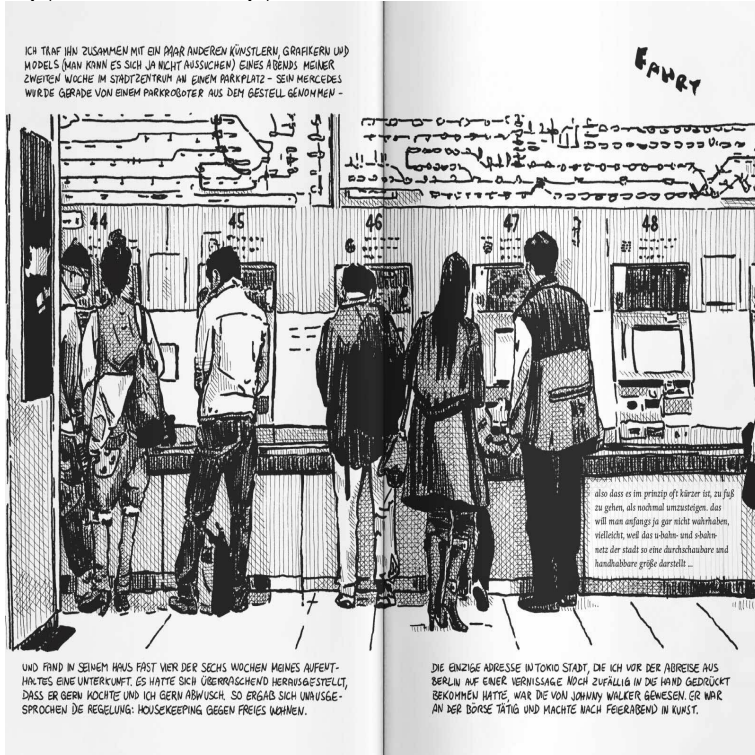 ICH TRAF IHN ZUSAMMEN MIT EIN PAAR ANDEREN KÜNSTLERN, GRAFIKERN UND
MODELS (MAN KANN ES SICH JA NICHT AUSSUCHEN) EINES ABENDS MEINER
ZWEITEN WOCHE IM STADTZENTRUM AN EINEM PARKPLATZ – SEIN MERCEDES
WURDE GERADE VON EINEM PARKROBOTER AUS DEM GESTELL GENOMMEN –
FAHRT
44
45
46
47
48
also dass es im prinzip oft kürzer ist, zu fuß
zu gehen, als nochmal umzusteigen. das
will man anfangs ja gar nicht wahrhaben,
vielleicht, weil das u-bahn- und s-bahn-
netz der stadt so eine durchschaubare und
handhabbare größe darstellt ...
UND FAND IN SEINEM HAUS FAST VIER DER SECHS WOCHEN MEINES AUFENT-
HALTES EINE UNTERKUNFT. ES HATTE SICH ÜBERRASCHEND HERAUSGESTELLT,
DASS ER GERN KOCHTE UND ICH GERN ABWUSCH. SO ERGAB SICH UNAUSGE-
SPROCHEN DIE REGELUNG: HOUSEKEEPING GEGEN FREIES WOHNEN.
DIE EINZIGE ADRESSE IN TOKIO STADT, DIE ICH VOR DER ABREISE AUS
BERLIN AUF EINER VERNISSAGE NOCH ZUFÄLLIG IN DIE HAND GEDRÜCKT
BEKOMMEN HATTE, WAR DIE VON JOHNNY WALKER GEWESEN. ER WAR
AN DER BÖRSE TÄTIG UND MACHTE NACH FEIERABEND IN KUNST.